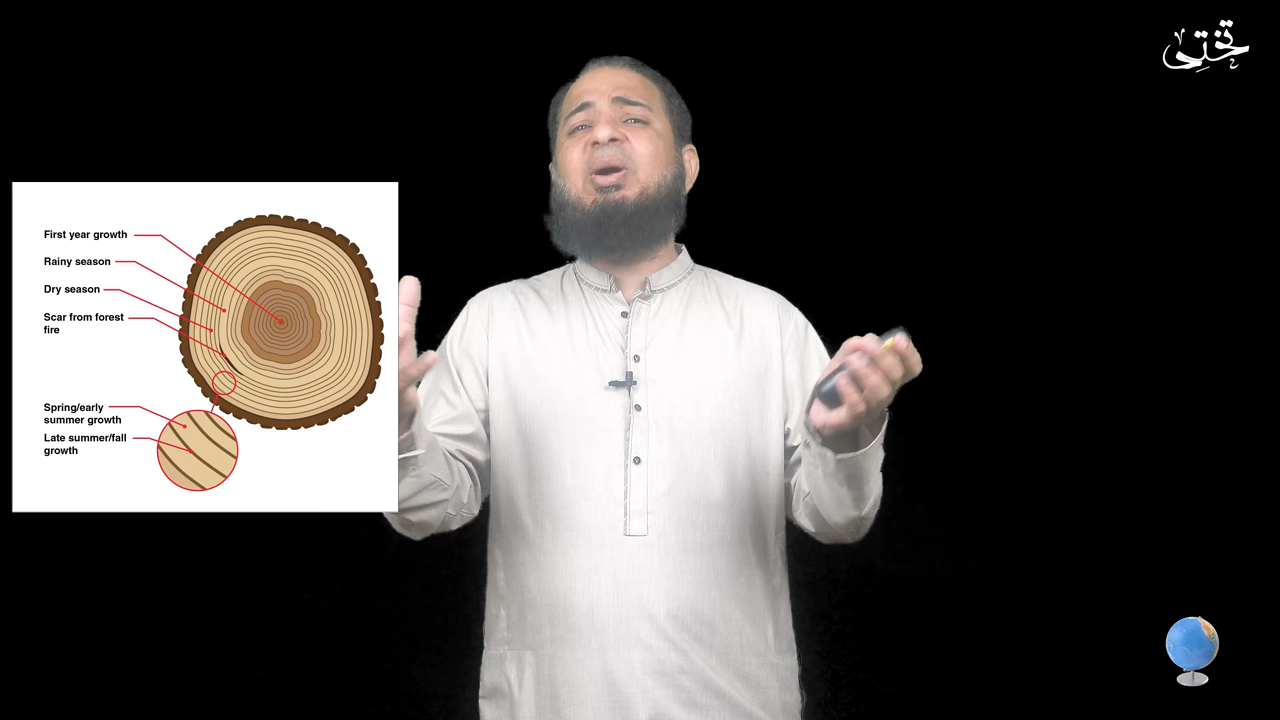 تختی
First year growth
Rainy season
Dry season
Scar from forest
fire
Spring/early
summer growth
Late summer/fall
growth